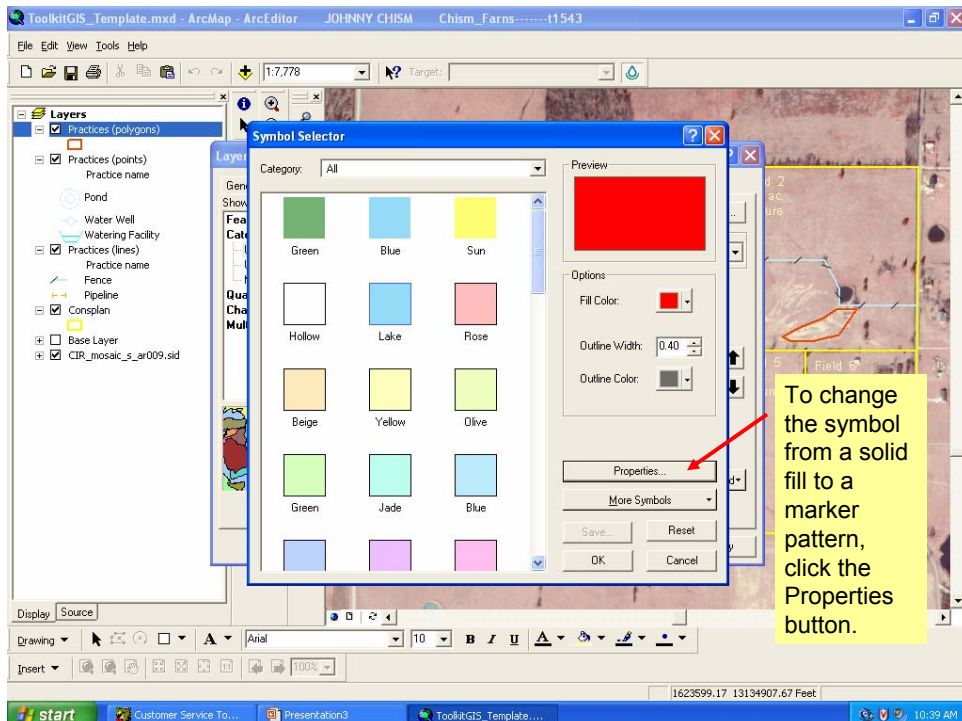 ToolkitGIS_Template.mxd - ArcMap - ArcEditor JOHNNY CHISM Chism_Farns-------t1543
File Edit View Tools Help
1:7,778 Target:
Layers
Practices (polygons)
Practices (points)
Practice name
Pond
Water Well
Watering Facility
Practices (lines)
Practice name
Fence
Pipeline
Consplan
Base Layer
CIR_mosaic_s_ar009.sid
Display Source
Symbol Selector
Category: All
Green Blue Sun
Hollow Lake Rose
Beige Yellow Olive
Green Jade Blue
Preview
Options
Fill Color:
Outline Width: 0.40
Outline Color:
Properties...
More Symbols
Save... Reset
OK Cancel
Field 6
To change
the symbol
from a solid
fill to a
marker
pattern,
click the
Properties
button.
Drawing A Arial 10 B I U A
Insert 100%
1623599.17 13134907.67 Feet
start Customer Service To... Presentation3 ToolkitGIS_Template.... 10:39 AM